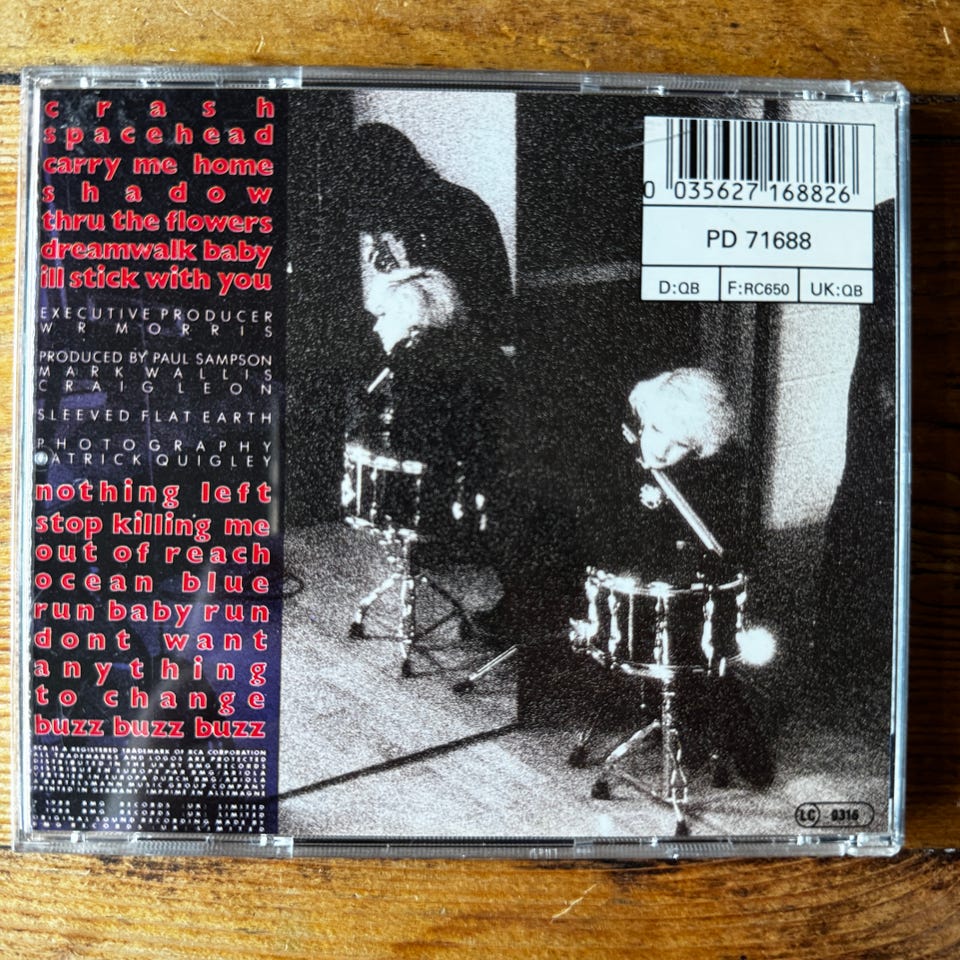 crash
spacehead
carry me home
shadow
thru the flowers
dreamwalk baby
ill stick with you
EXECUTIVE PRODUCER
W R MORRIS
PRODUCED BY PAUL SAMPSON
MARK WALLIS
CRAIG LEON
SLEEVED FLAT EARTH
PHOTOGRAPHY
PATRICK QUIGLEY
nothing left
stop killing me
out of reach
ocean blue
run baby run
dont want
anything
to change
buzz buzz buzz
RCA IS A REGISTERED TRADEMARK OF RCA CORPORATION
0 035627 168826
PD 71688
D:QB F:RC650 UK:QB
LC 0316